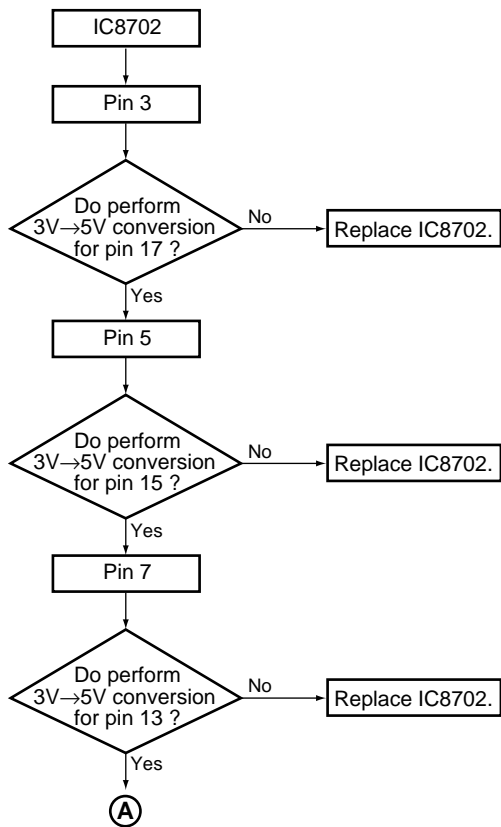 IC8702
Pin 3
Do perform
3V→5V conversion
for pin 17 ?
No
Replace IC8702.
Yes
Pin 5
Do perform
3V→5V conversion
for pin 15 ?
No
Replace IC8702.
Yes
Pin 7
Do perform
3V→5V conversion
for pin 13 ?
No
Replace IC8702.
Yes
A